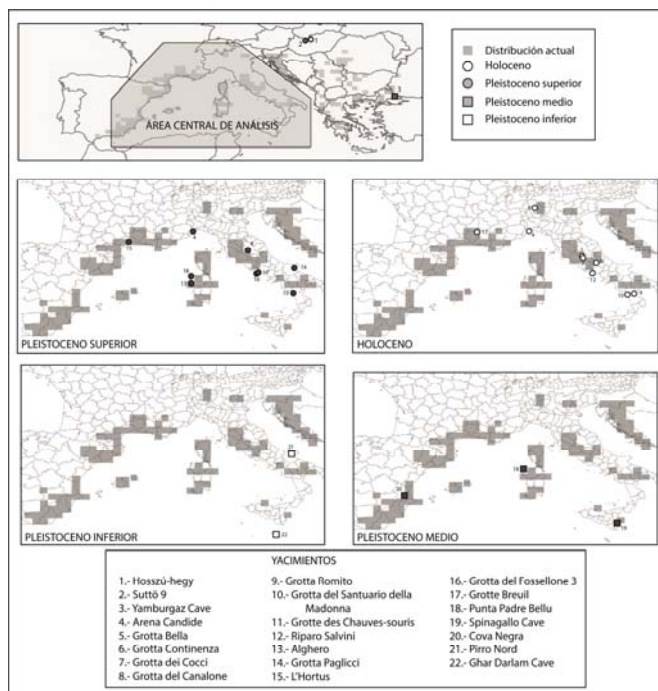 Distribución actual
Holoceno
Pleistoceno superior
Pleistoceno medio
Pleistoceno inferior
ÁREA CENTRAL DE ANÁLISIS
PLEISTOCENO SUPERIOR
HOLOCENO
PLEISTOCENO INFERIOR
PLEISTOCENO MEDIO
YACIMIENTOS
1.- Hosszú-hegy
2.- Suttö 9
3.- Yamburgaz Cave
4.- Arena Candide
5.- Grotta Bella
6.- Grotta Continenza
7.- Grotta dei Cocci
8.- Grotta del Canalone
9.- Grotta Romito
10.- Grotta del Santuario della
Madonna
11.- Grotte des Chauves-souris
12.- Riparo Salvini
13.- Alghero
14.- Grotta Paglicci
15.- L'Hortus
16.- Grotta del Fossellone 3
17.- Grotte Breuil
18.- Punta Padre Bellu
19.- Spinagallo Cave
20.- Cova Negra
21.- Pirro Nord
22.- Ghar Darlam Cave